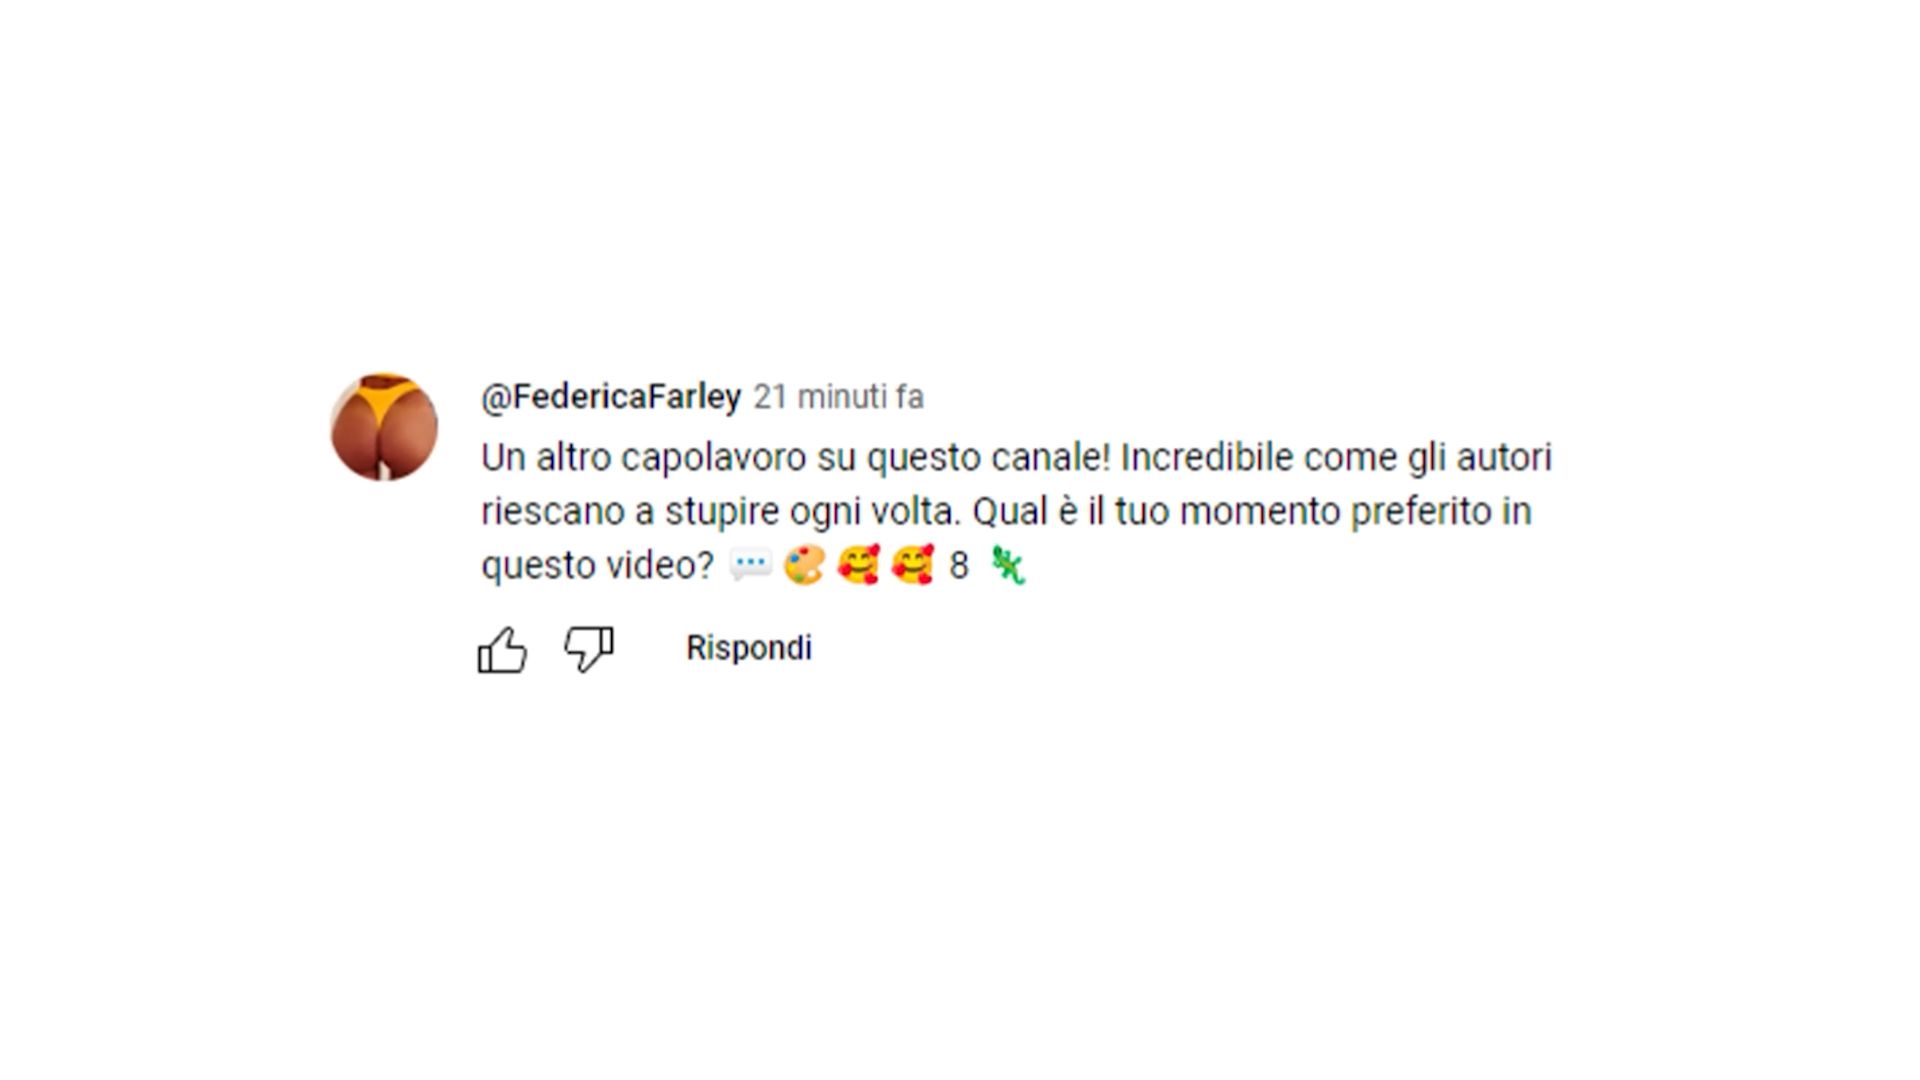 @FedericaFarley 21 minuti fa
Un altro capolavoro su questo canale! Incredibile come gli autori
riescano a stupire ogni volta. Qual è il tuo momento preferito in
questo video? 💬🎨🥰🥰 8 🦎
Rispondi